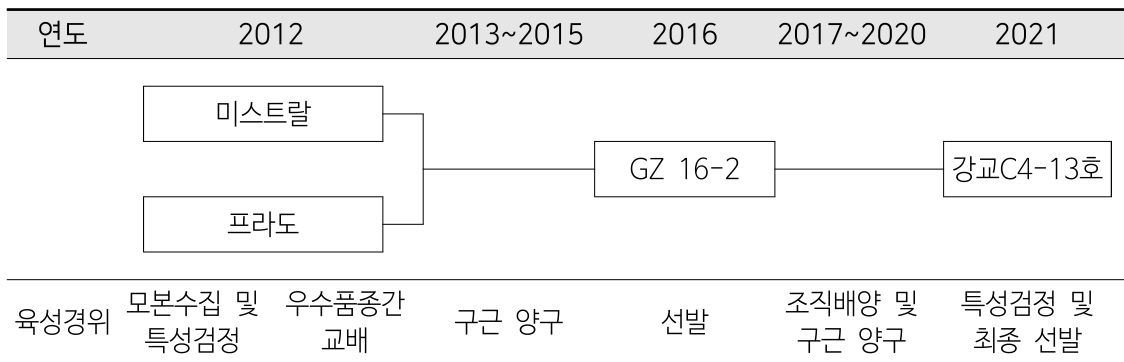 연도 2012 2013~2015 2016 2017~2020 2021
미스트랄
GZ 16-2 강교C4-13호
프라도
육성경위 모본수집 및 우수품종간 구근 양구 선발 조직배양 및 특성검정 및
특성검정 교배 구근 양구 최종 선발